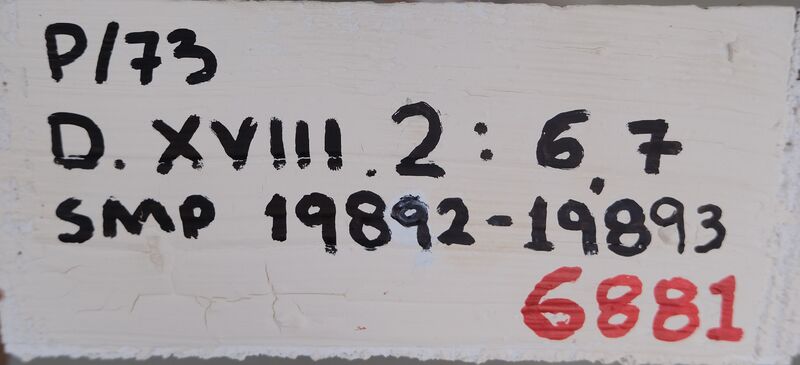 P/73
D. XVIII. 2 : 6.7
SMP 19892-19893
6881